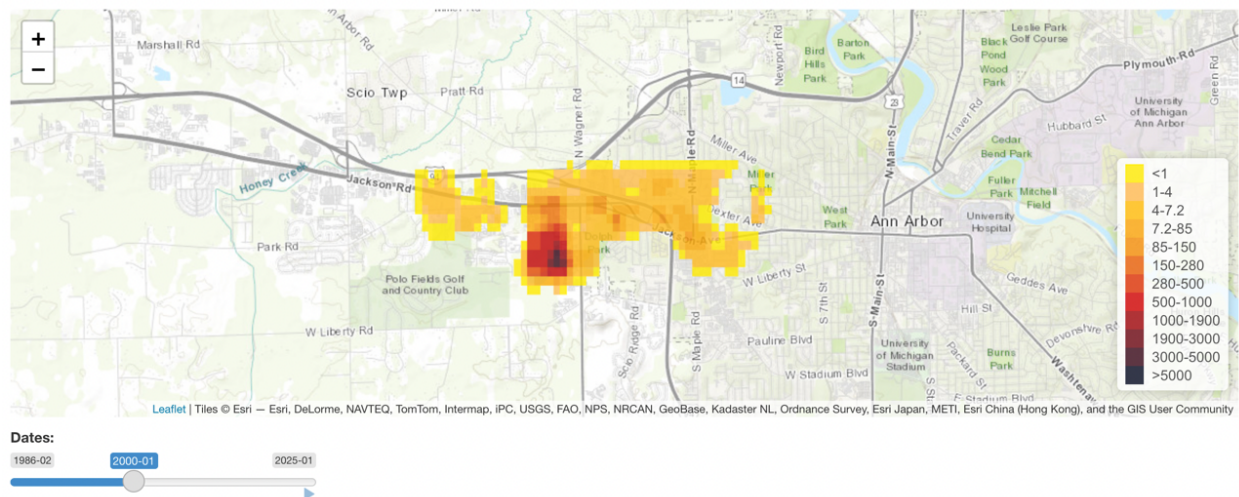 +
−
Marshall Rd
Arbor Rd
Scio Twp
Pratt Rd
N Wagner Rd
14
Newport Rd
Bird
Hills
Park
Barton
Park
Leslie Park
Golf Course
Black
Pond
Wood
Park
Plymouth-Rd
Green Rd
23
University
of Michigan
Ann Arbor
Traver Rd
Hubbard St
N-Main-St
N-Maple-Rd
Miller Ave
Cedar
Bend Park
Honey Creek
Jackson-Rd
Miller
Park
Fuller
Park
Mitchell
Field
Dexter Ave
West
Park
Ann Arbor
University
Hospital
Park Rd
Park
Jackson-Ave
Polo Fields Golf
and Country Club
W Liberty St
Geddes Ave
S 7th St
S-Main-St
Hill St
W Liberty Rd
Scio Ridge Rd
S Maple Rd
Pauline Blvd
University
of Michigan
Stadium
Packard St
Devonshire Rd
Burns
Park
Washtenaw
W Stadium Blvd
E Stadium Blvd
<1
1-4
4-7.2
7.2-85
85-150
150-280
280-500
500-1000
1000-1900
1900-3000
3000-5000
>5000
Leaflet | Tiles © Esri — Esri, DeLorme, NAVTEQ, TomTom, Intermap, iPC, USGS, FAO, NPS, NRCAN, GeoBase, Kadaster NL, Ordnance Survey, Esri Japan, METI, Esri China (Hong Kong), and the GIS User Community
Dates:
1986-02
2000-01
2025-01